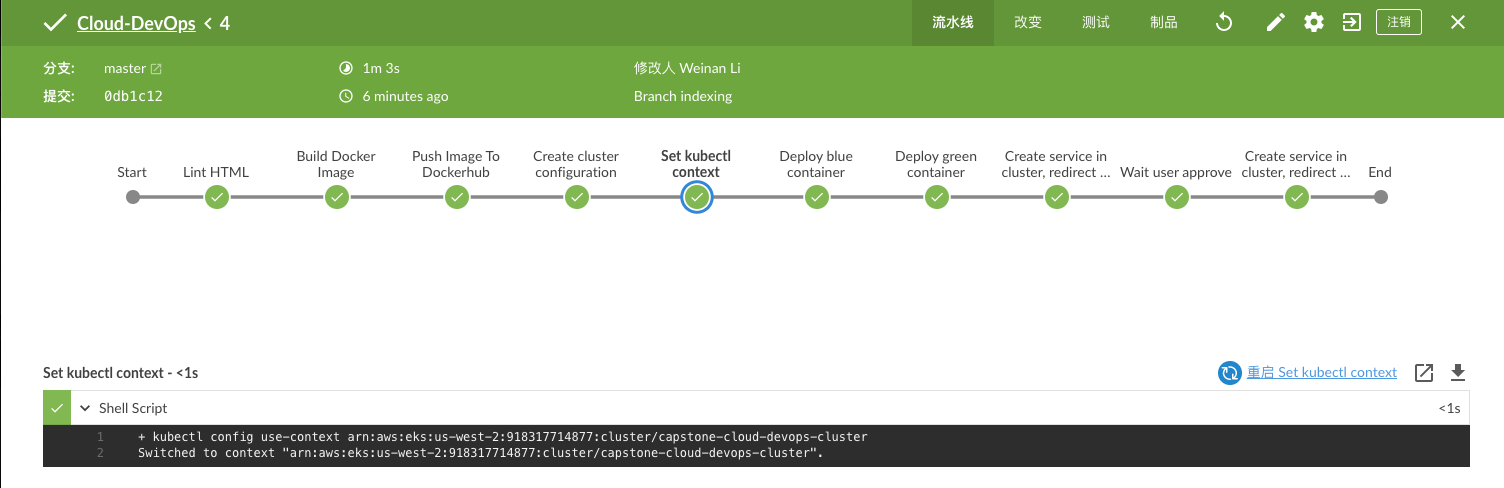 Cloud-DevOps < 4 流水线 改变 测试 制品 注销
分支: master 1m 3s 修改人 Weinan Li
提交: 0db1c12 6 minutes ago Branch indexing
Start
Lint HTML
Build Docker
Image
Push Image To
Dockerhub
Create cluster
configuration
Set kubectl
context
Deploy blue
container
Deploy green
container
Create service in
cluster, redirect ...
Wait user approve
Create service in
cluster, redirect ...
End
Set kubectl context - <1s 重启 Set kubectl context
Shell Script <1s
1 + kubectl config use-context arn:aws:eks:us-west-2:918317714877:cluster/capstone-cloud-devops-cluster
2 Switched to context "arn:aws:eks:us-west-2:918317714877:cluster/capstone-cloud-devops-cluster".